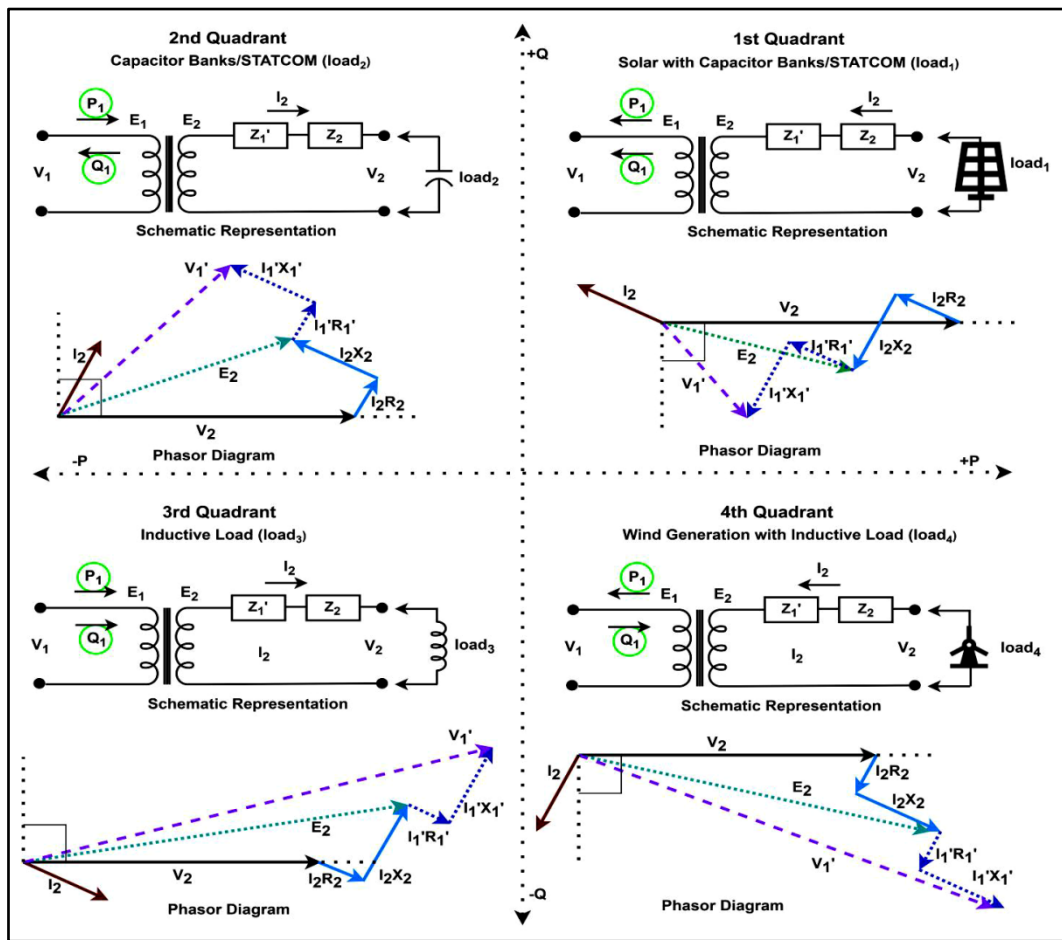 2nd Quadrant
Capacitor Banks/STATCOM (load₂)
P₁
E₁
E₂
I₂
Z₁'
Z₂
Q₁
V₁
V₂
load₂
Schematic Representation
V₁'
I₁'X₁'
I₁'R₁'
I₂
E₂
I₂X₂
I₂R₂
V₂
Phasor Diagram
+Q
1st Quadrant
Solar with Capacitor Banks/STATCOM (load₁)
P₁
E₁
E₂
I₂
Z₁'
Z₂
Q₁
V₁
V₂
load₁
Schematic Representation
I₂
V₂
I₂R₂
I₁'R₁'
E₂
I₂X₂
V₁'
I₁'X₁'
Phasor Diagram
-P
+P
3rd Quadrant
Inductive Load (load₃)
P₁
E₁
E₂
I₂
Z₁'
Z₂
Q₁
V₁
I₂
V₂
load₃
Schematic Representation
V₁'
I₁'X₁'
E₂
I₁'R₁'
I₂
V₂
I₂R₂
I₂X₂
Phasor Diagram
4th Quadrant
Wind Generation with Inductive Load (load₄)
P₁
E₁
E₂
I₂
Z₁'
Z₂
Q₁
V₁
I₂
V₂
load₄
Schematic Representation
V₂
I₂
I₂R₂
E₂
I₂X₂
I₁'R₁'
V₁'
I₁'X₁'
Phasor Diagram
-Q